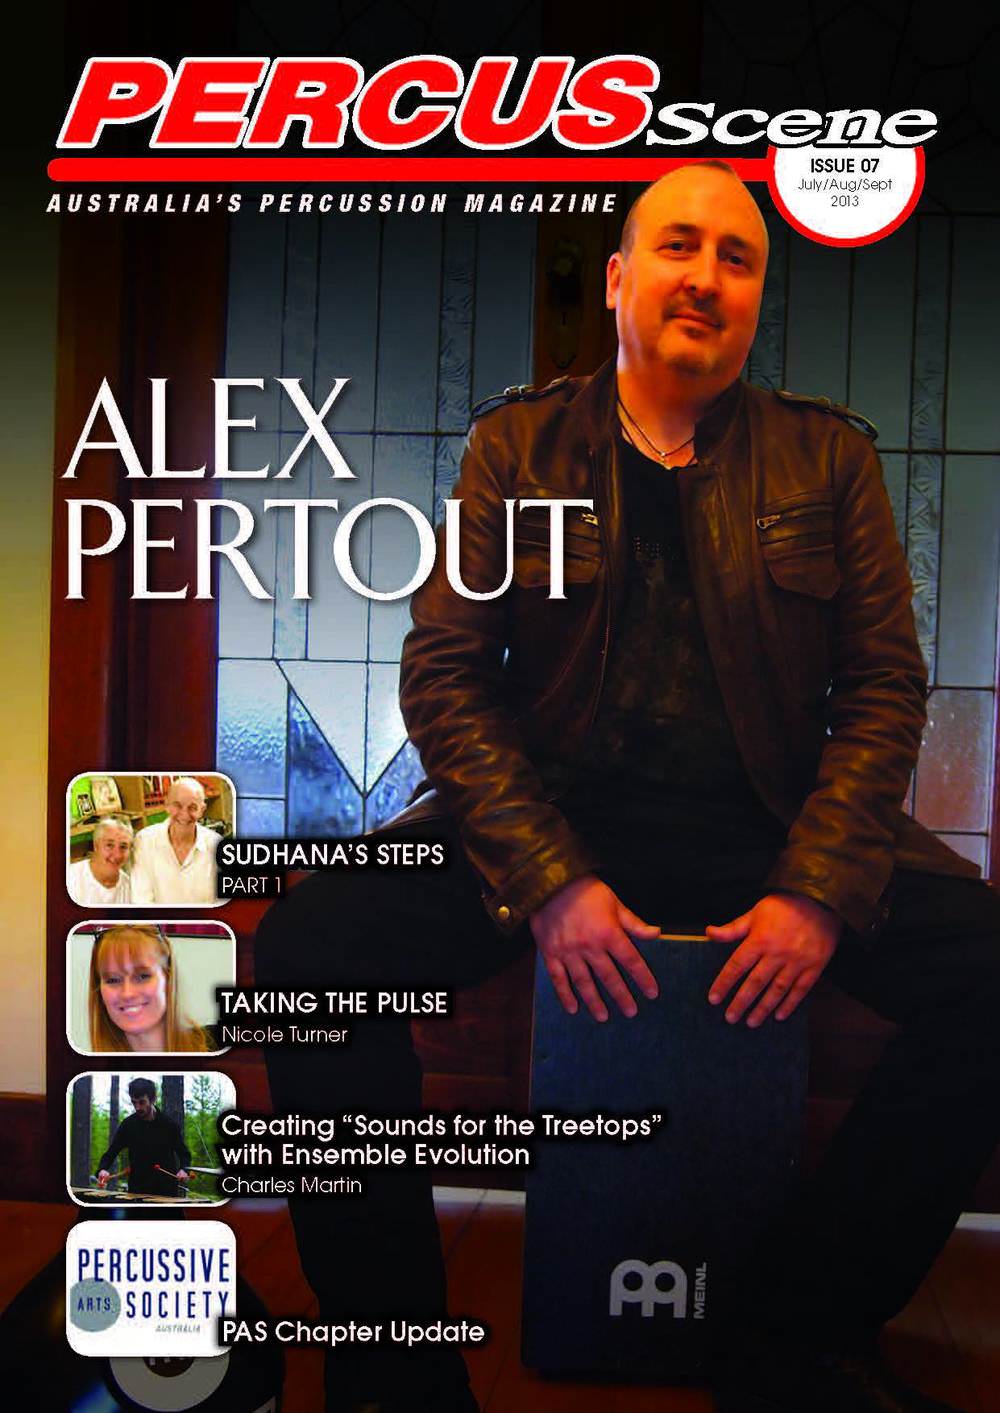 PERCUSscene
ISSUE 07
July/Aug/Sept
2013
AUSTRALIA'S PERCUSSION MAGAZINE
ALEX
PERTOUT
SUDHANA'S STEPS
PART 1
TAKING THE PULSE
Nicole Turner
Creating “Sounds for the Treetops”
with Ensemble Evolution
Charles Martin
PERCUSSIVE
ARTS SOCIETY
AUSTRALIA
PAS Chapter Update
MEINL